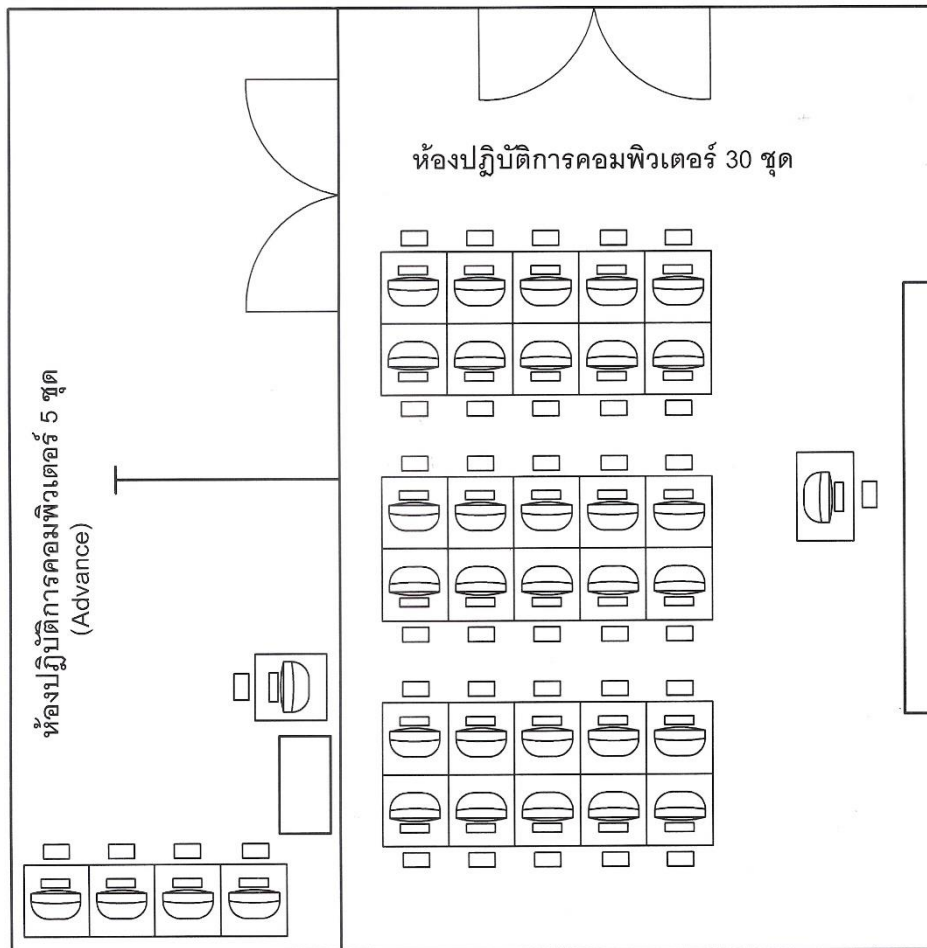 ห้องปฏิบัติการคอมพิวเตอร์ 30 ชุด
ห้องปฏิบัติการคอมพิวเตอร์ 5 ชุด
(Advance)